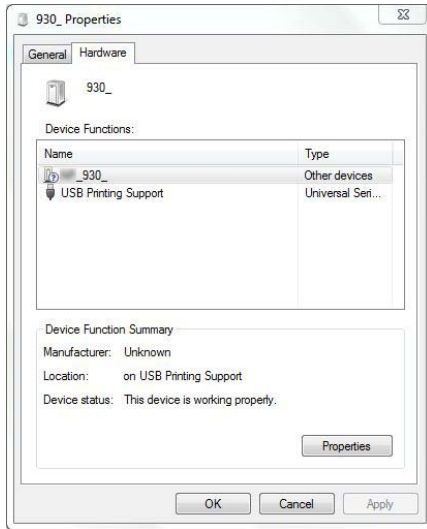 930_ Properties
General Hardware
930_
Device Functions:
Name Type
_930_ Other devices
USB Printing Support Universal Seri...
Device Function Summary
Manufacturer: Unknown
Location: on USB Printing Support
Device status: This device is working properly.
Properties
OK Cancel Apply